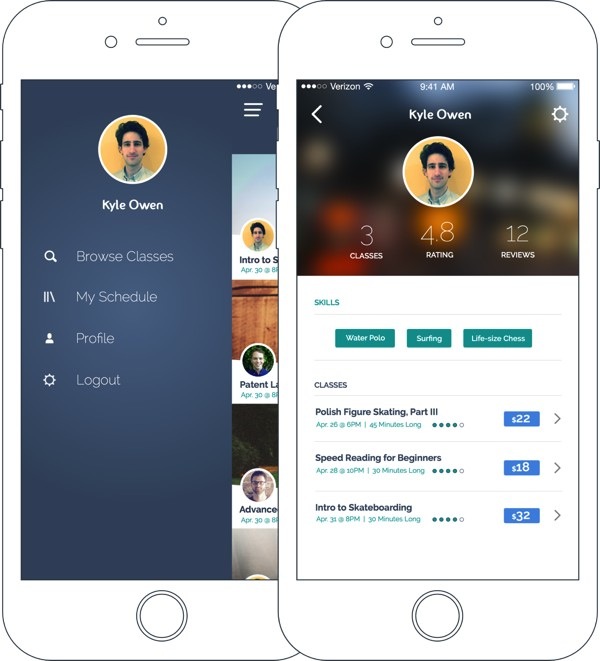 Ver
Kyle Owen
Browse Classes
My Schedule
Profile
Logout
Intro to S
Apr. 30 @ 8P
Patent La
Apr. 30 @ 8P
Advance
Apr. 30 @ 8P
Verizon 9:41 AM 100%
Kyle Owen
3 4.8 12
CLASSES RATING REVIEWS
SKILLS
Water Polo Surfing Life-size Chess
CLASSES
Polish Figure Skating, Part III
Apr. 26 @ 6PM | 45 Minutes Long
$22
Speed Reading for Beginners
Apr. 28 @ 10PM | 30 Minutes Long
$18
Intro to Skateboarding
Apr. 31 @ 8PM | 30 Minutes Long
$32